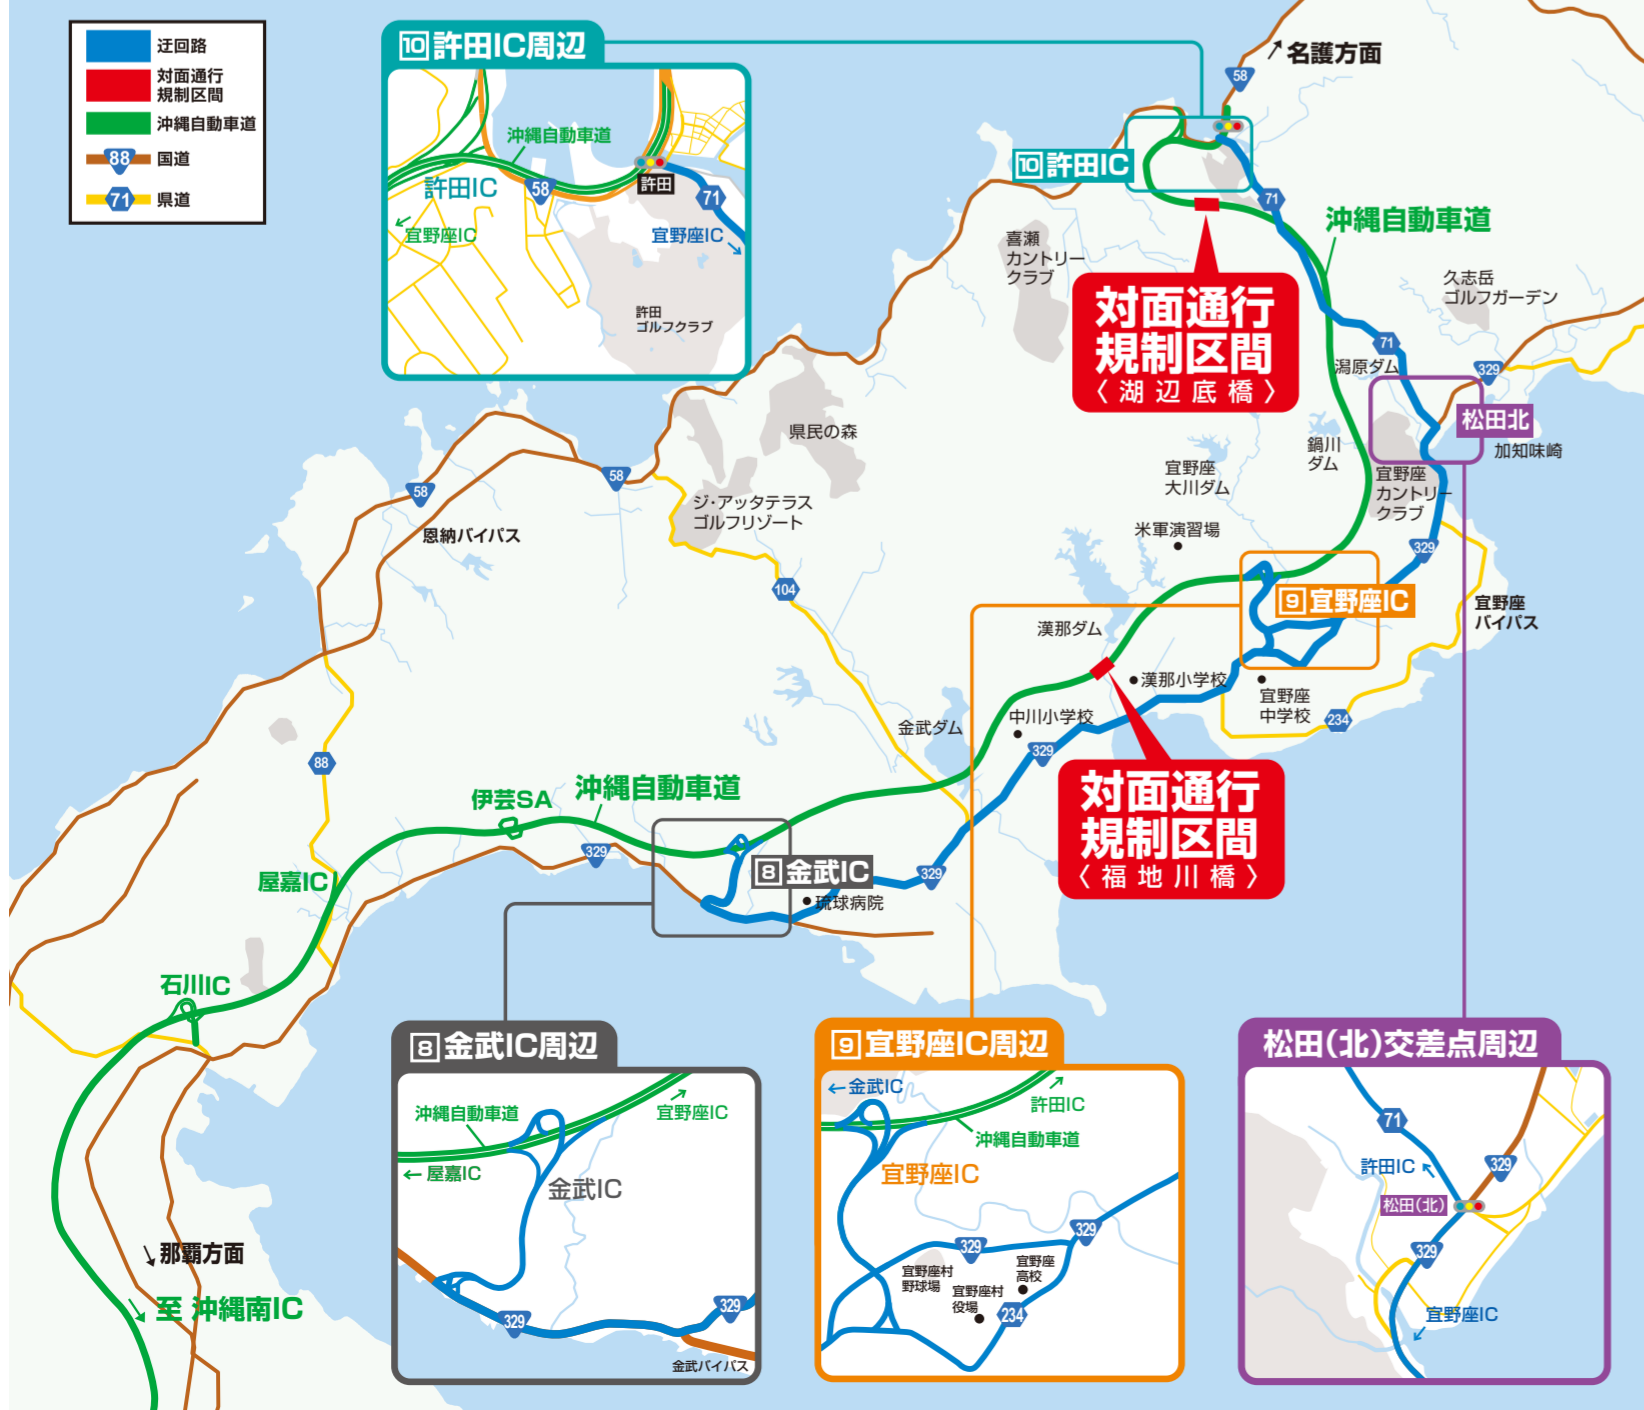 迂回路
対面通行
規制区間
沖縄自動車道
88
国道
71
県道
10 許田IC周辺
沖縄自動車道
許田IC
58
許田
71
宜野座IC
宜野座IC
許田
ゴルフクラブ
名護方面
58
10 許田IC
71
沖縄自動車道
喜瀬
カントリー
クラブ
対面通行
規制区間
〈湖辺底橋〉
久志岳
ゴルフガーデン
71
潟原ダム
329
松田北
加知味崎
県民の森
鍋川
ダム
宜野座
大川ダム
宜野座
カントリー
クラブ
58
58
恩納バイパス
ジ・アッタテラス
ゴルフリゾート
米軍演習場
329
104
9 宜野座IC
宜野座
バイパス
漢那ダム
漢那小学校
宜野座
中学校
234
中川小学校
金武ダム
329
88
対面通行
規制区間
〈福地川橋〉
伊芸SA
沖縄自動車道
329
屋嘉IC
8 金武IC
329
琉球病院
石川IC
那覇方面
至 沖縄南IC
8 金武IC周辺
沖縄自動車道
宜野座IC
屋嘉IC
金武IC
329
329
金武バイパス
9 宜野座IC周辺
金武IC
許田IC
沖縄自動車道
宜野座IC
329
329
宜野座村
野球場
宜野座
高校
宜野座村
役場
234
松田(北)交差点周辺
71
許田IC
329
松田(北)
329
宜野座IC